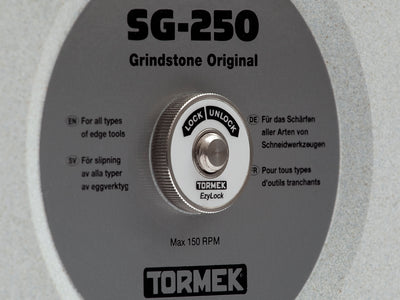 SG-250
Grindstone Original
EN For all types
of edge tools
SV För slipning
av alla typer
av eggverktyg
LOCK UNLOCK
TORMEK
EzyLock
DE Für das Schärfen
aller Arten von
Schneidwerkzeugen
FR Pour tous types
d'outils tranchants
Max 150 RPM
TORMEK